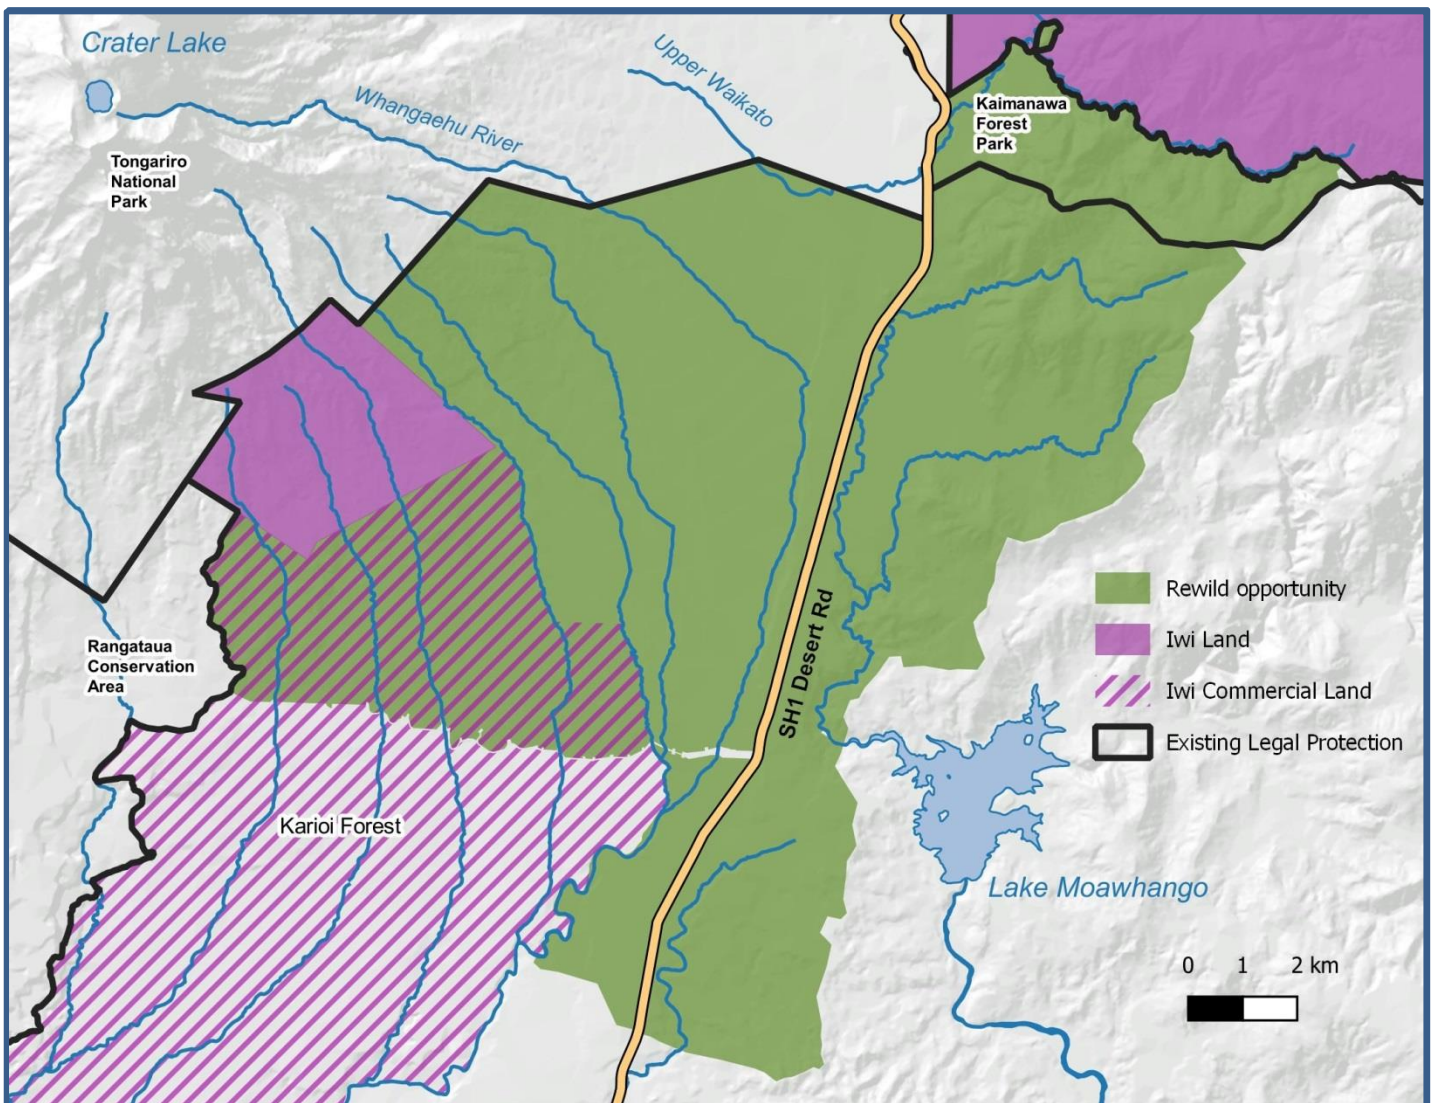 Crater Lake
Upper Waikato
Whangaehu River
Kaimanawa
Forest
Park
Tongariro
National
Park
Rewild opportunity
Iwi Land
Iwi Commercial Land
Existing Legal Protection
SH1 Desert Rd
Rangataua
Conservation
Area
Karioi Forest
Lake Moawhango
0 1 2 km